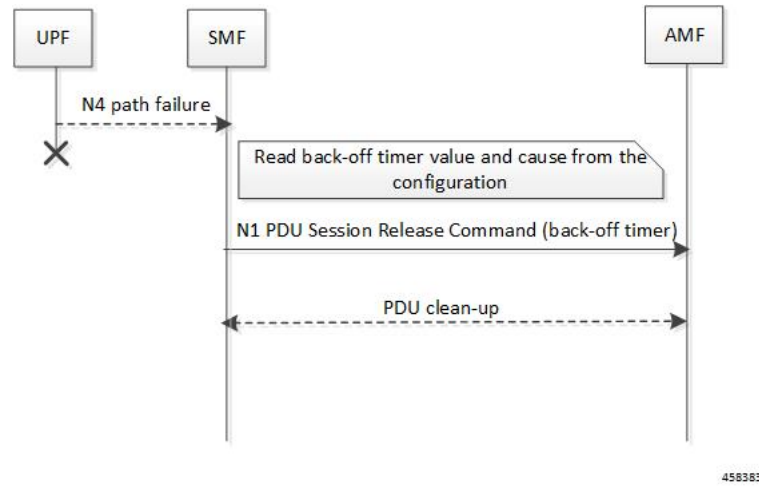 UPF
SMF
AMF
N4 path failure
Read back-off timer value and cause from the
configuration
N1 PDU Session Release Command (back-off timer)
PDU clean-up
458383